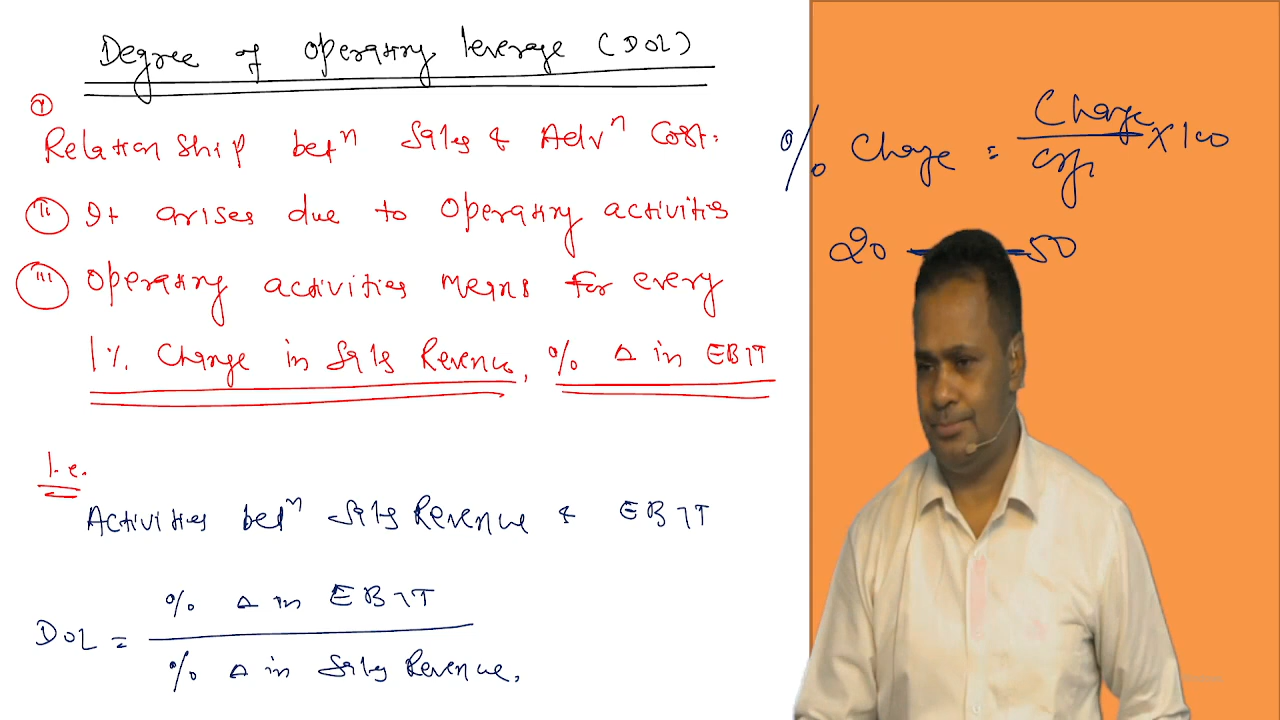 Degree of operating leverage (DOL)
(i)
Relationship betⁿ Sales & Advⁿ Cost.
(ii) It arises due to operating activities
(iii) Operating activities means for every
1% Change in Sales Revenue, % Δ in EBIT
I.e.
Activities betⁿ Sales Revenue & EBIT
DOL = % Δ in EBIT
% Δ in Sales Revenue.
% Change = Change × 100
20 — 50